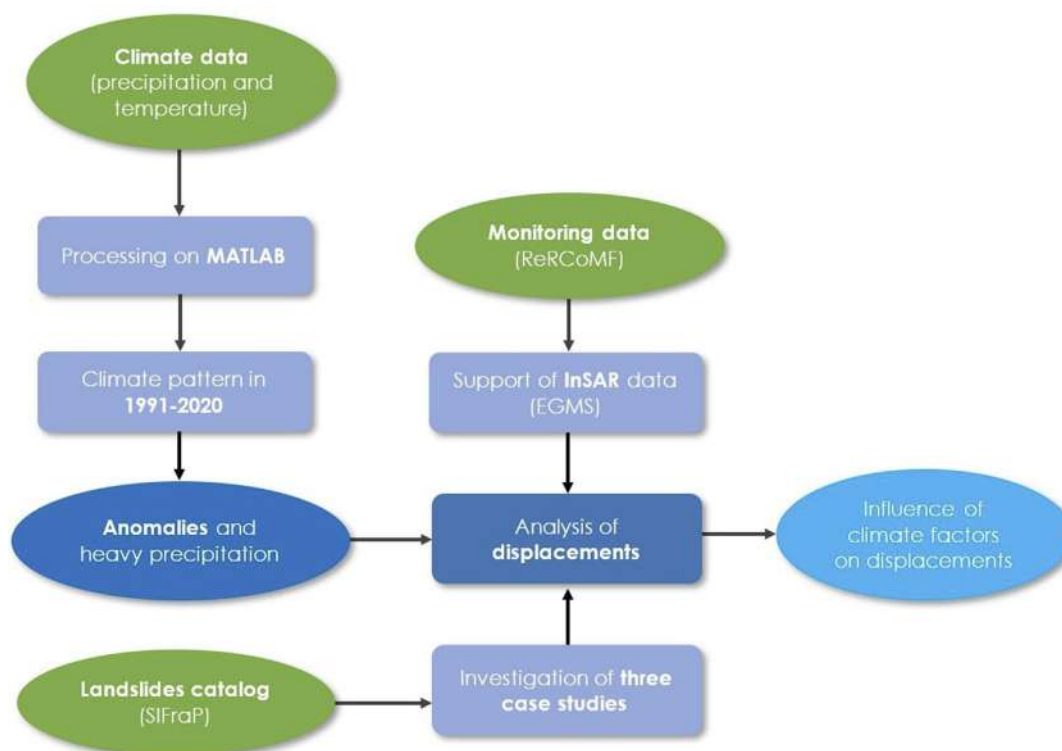 Climate data
(precipitation and
temperature)
Processing on MATLAB
Climate pattern in
1991-2020
Anomalies and
heavy precipitation
Monitoring data
(ReRCoMF)
Support of InSAR data
(EGMS)
Analysis of
displacements
Influence of
climate factors
on displacements
Landslides catalog
(SIFraP)
Investigation of three
case studies